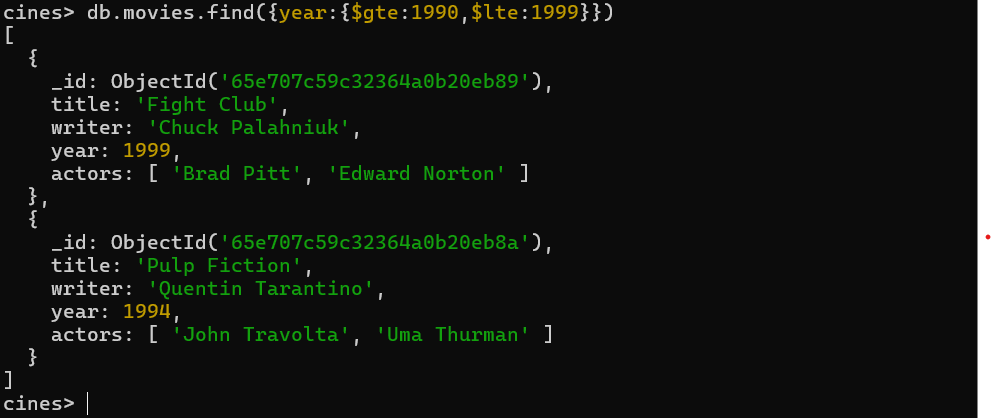 cines> db.movies.find({year:{$gte:1990,$lte:1999}})
[
  {
    _id: ObjectId('65e707c59c32364a0b20eb89'),
    title: 'Fight Club',
    writer: 'Chuck Palahniuk',
    year: 1999,
    actors: [ 'Brad Pitt', 'Edward Norton' ]
  },
  {
    _id: ObjectId('65e707c59c32364a0b20eb8a'),
    title: 'Pulp Fiction',
    writer: 'Quentin Tarantino',
    year: 1994,
    actors: [ 'John Travolta', 'Uma Thurman' ]
  }
]
cines>